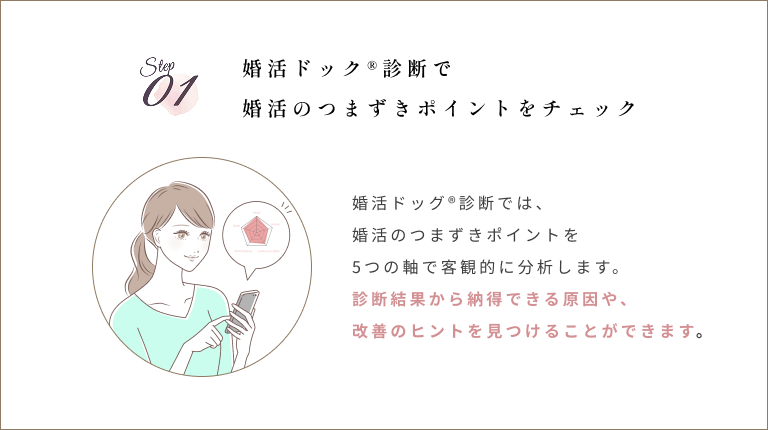 Step
01
婚活ドック®診断で
婚活のつまずきポイントをチェック
婚活ドッグ®診断では、
婚活のつまずきポイントを
5つの軸で客観的に分析します。
診断結果から納得できる原因や、
改善のヒントを見つけることができます。